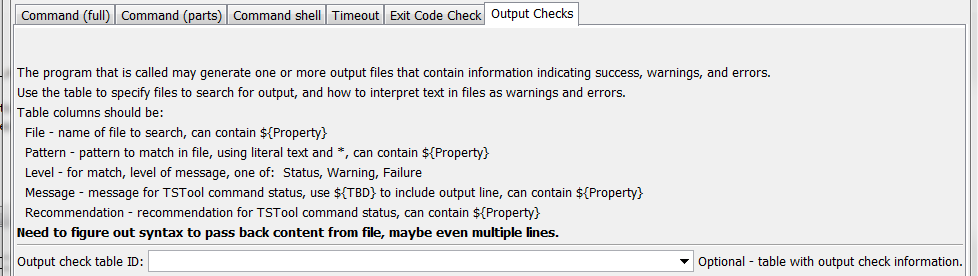 Command (full) Command (parts) Command shell Timeout Exit Code Check Output Checks
The program that is called may generate one or more output files that contain information indicating success, warnings, and errors.
Use the table to specify files to search for output, and how to interpret text in files as warnings and errors.
Table columns should be:
File - name of file to search, can contain ${Property}
Pattern - pattern to match in file, using literal text and *, can contain ${Property}
Level - for match, level of message, one of:  Status, Warning, Failure
Message - message for TSTool command status, use ${TBD} to include output line, can contain ${Property}
Recommendation - recommendation for TSTool command status, can contain ${Property}
Need to figure out syntax to pass back content from file, maybe even multiple lines.
Output check table ID: Optional - table with output check information.